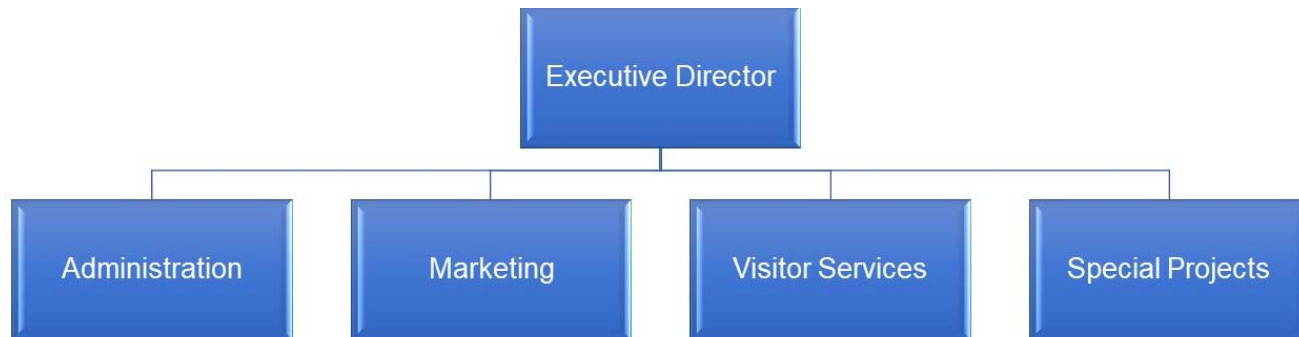 Executive Director
Administration
Marketing
Visitor Services
Special Projects